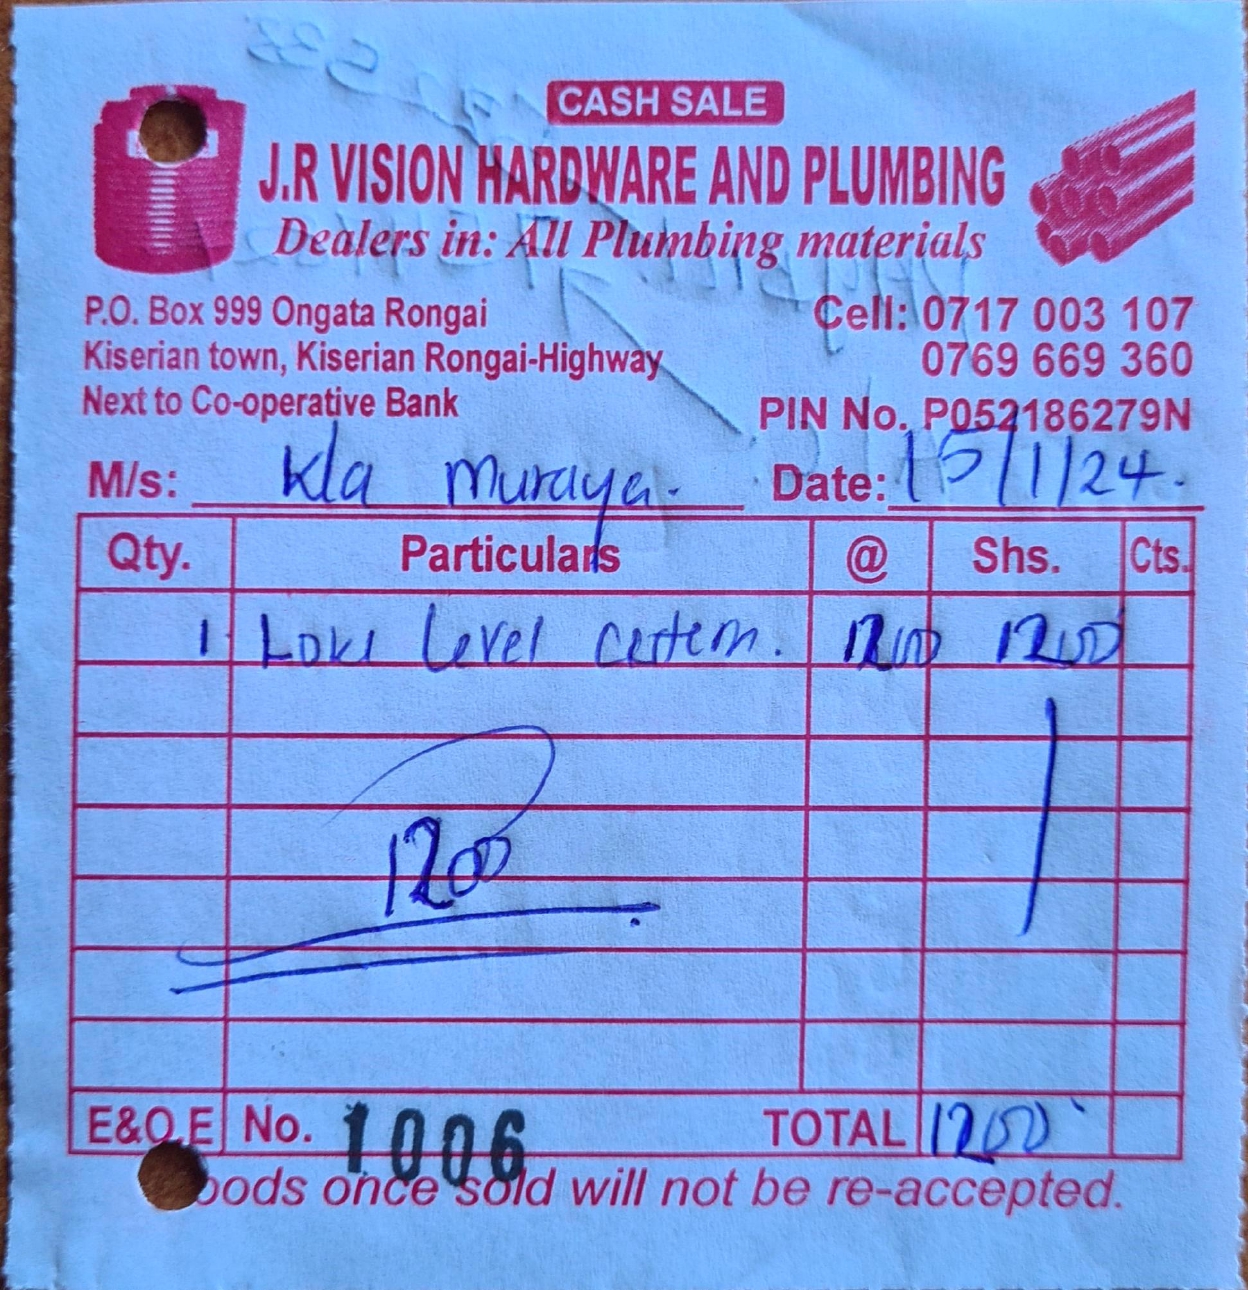 CASH SALE
J.R VISION HARDWARE AND PLUMBING
Dealers in: All Plumbing materials
P.O. Box 999 Ongata Rongai
Kiserian town, Kiserian Rongai-Highway
Next to Co-operative Bank
Cell: 0717 003 107
0769 669 360
PIN No. P052186279N
M/s: Kla Muraya. Date: 15/1/24.
Qty. Particulars @ Shs. Cts.
1 Level 1200 1200
1200
E&O.E No. 1006 TOTAL 1200
oods once sold will not be re-accepted.